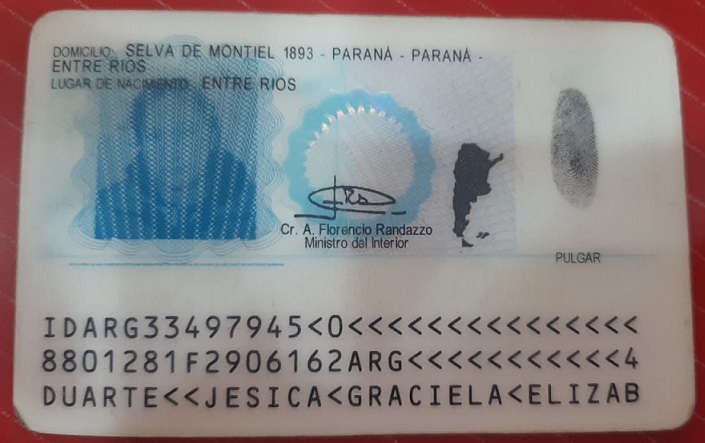 DOMICILIO: SELVA DE MONTIEL 1893 - PARANÁ - PARANÁ -
ENTRE RÍOS
LUGAR DE NACIMIENTO: ENTRE RIOS
Cr. A. Florencio Randazzo
Ministro del Interior
PULGAR
IDARG33497945<0<<<<<<<<<<<<<<<
8801281F2906162ARG<<<<<<<<<<<4
DUARTE<<JESICA<GRACIELA<ELIZAB